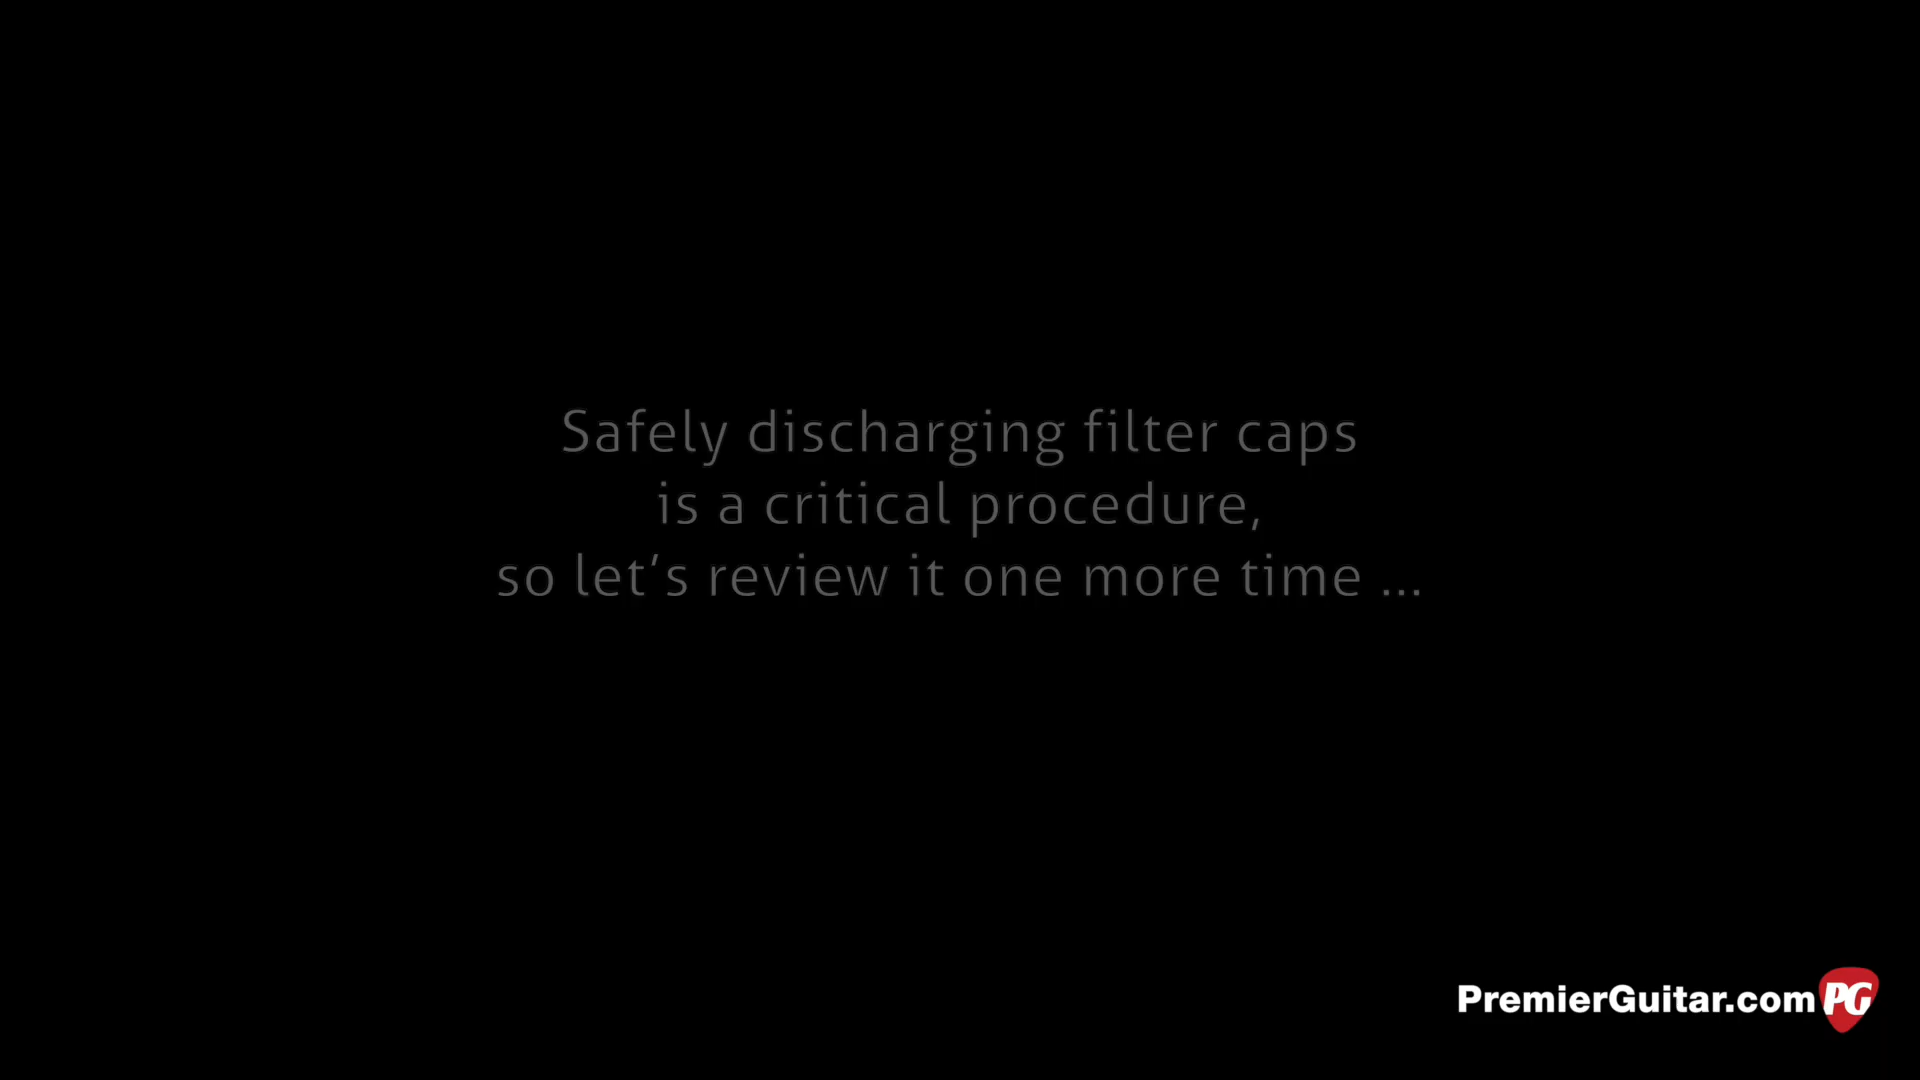 Safely discharging filter caps
is a critical procedure,
so let’s review it one more time ...
PremierGuitar.com PG